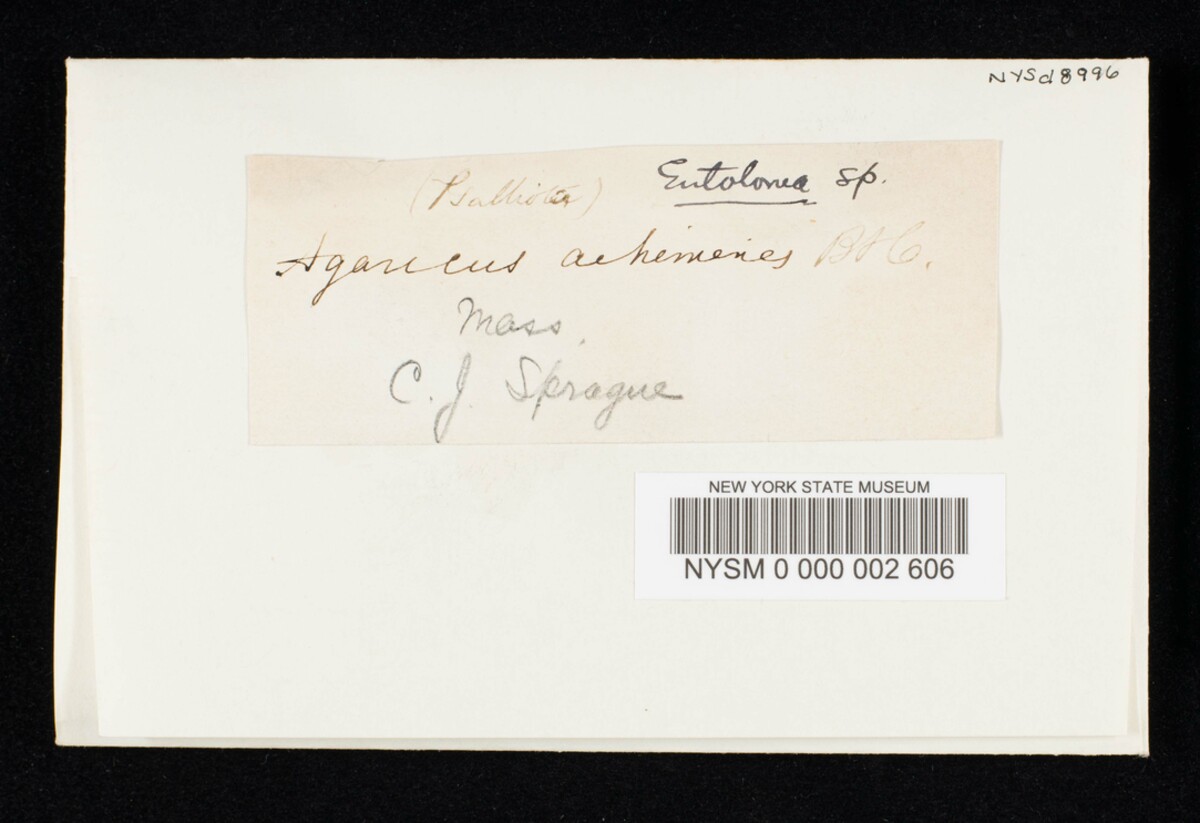 NYSd8996
(Psalliota) Entoloma sp.
Agaricus achimenes B & C.
Mass.
C. J. Sprague
NEW YORK STATE MUSEUM
NYSM 0 000 002 606